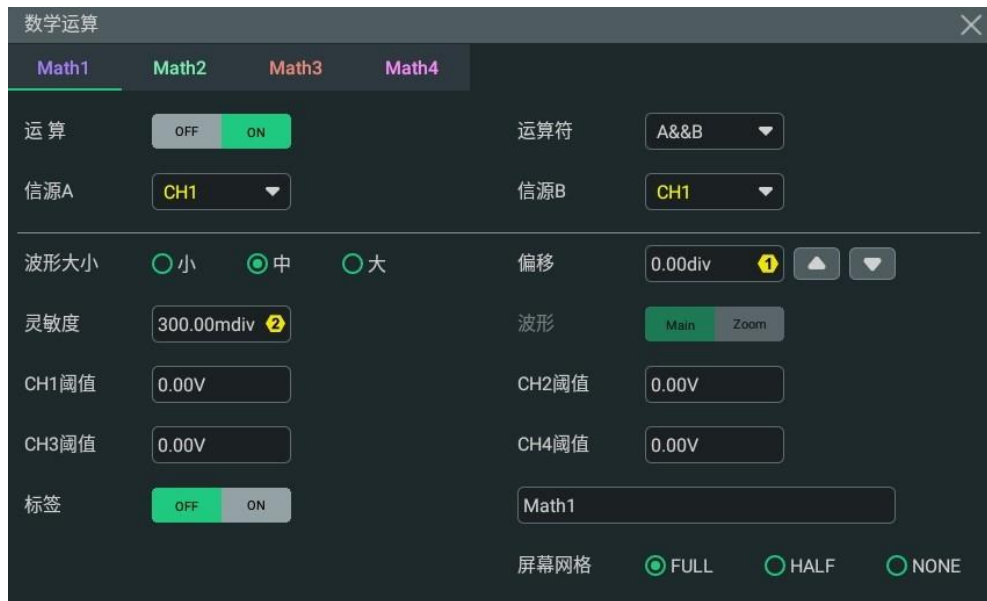 数学运算
Math1 Math2 Math3 Math4
运 算 OFF ON 运算符 A&&B
信源A CH1 信源B CH1
波形大小 小 中 大 偏移 0.00div 1
灵敏度 300.00mdiv 2 波形 Main Zoom
CH1阈值 0.00V CH2阈值 0.00V
CH3阈值 0.00V CH4阈值 0.00V
标签 OFF ON Math1
屏幕网格 FULL HALF NONE